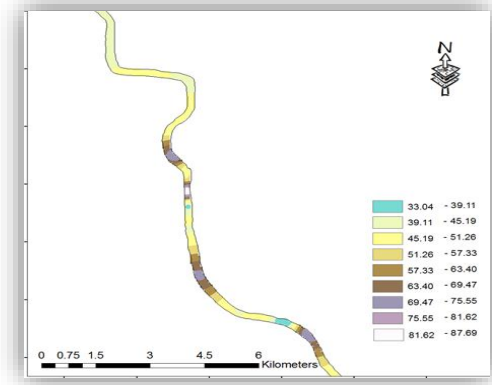 N
33.04 - 39.11
39.11 - 45.19
45.19 - 51.26
51.26 - 57.33
57.33 - 63.40
63.40 - 69.47
69.47 - 75.55
75.55 - 81.62
81.62 - 87.69
0 0.75 1.5 3 4.5 6
Kilometers